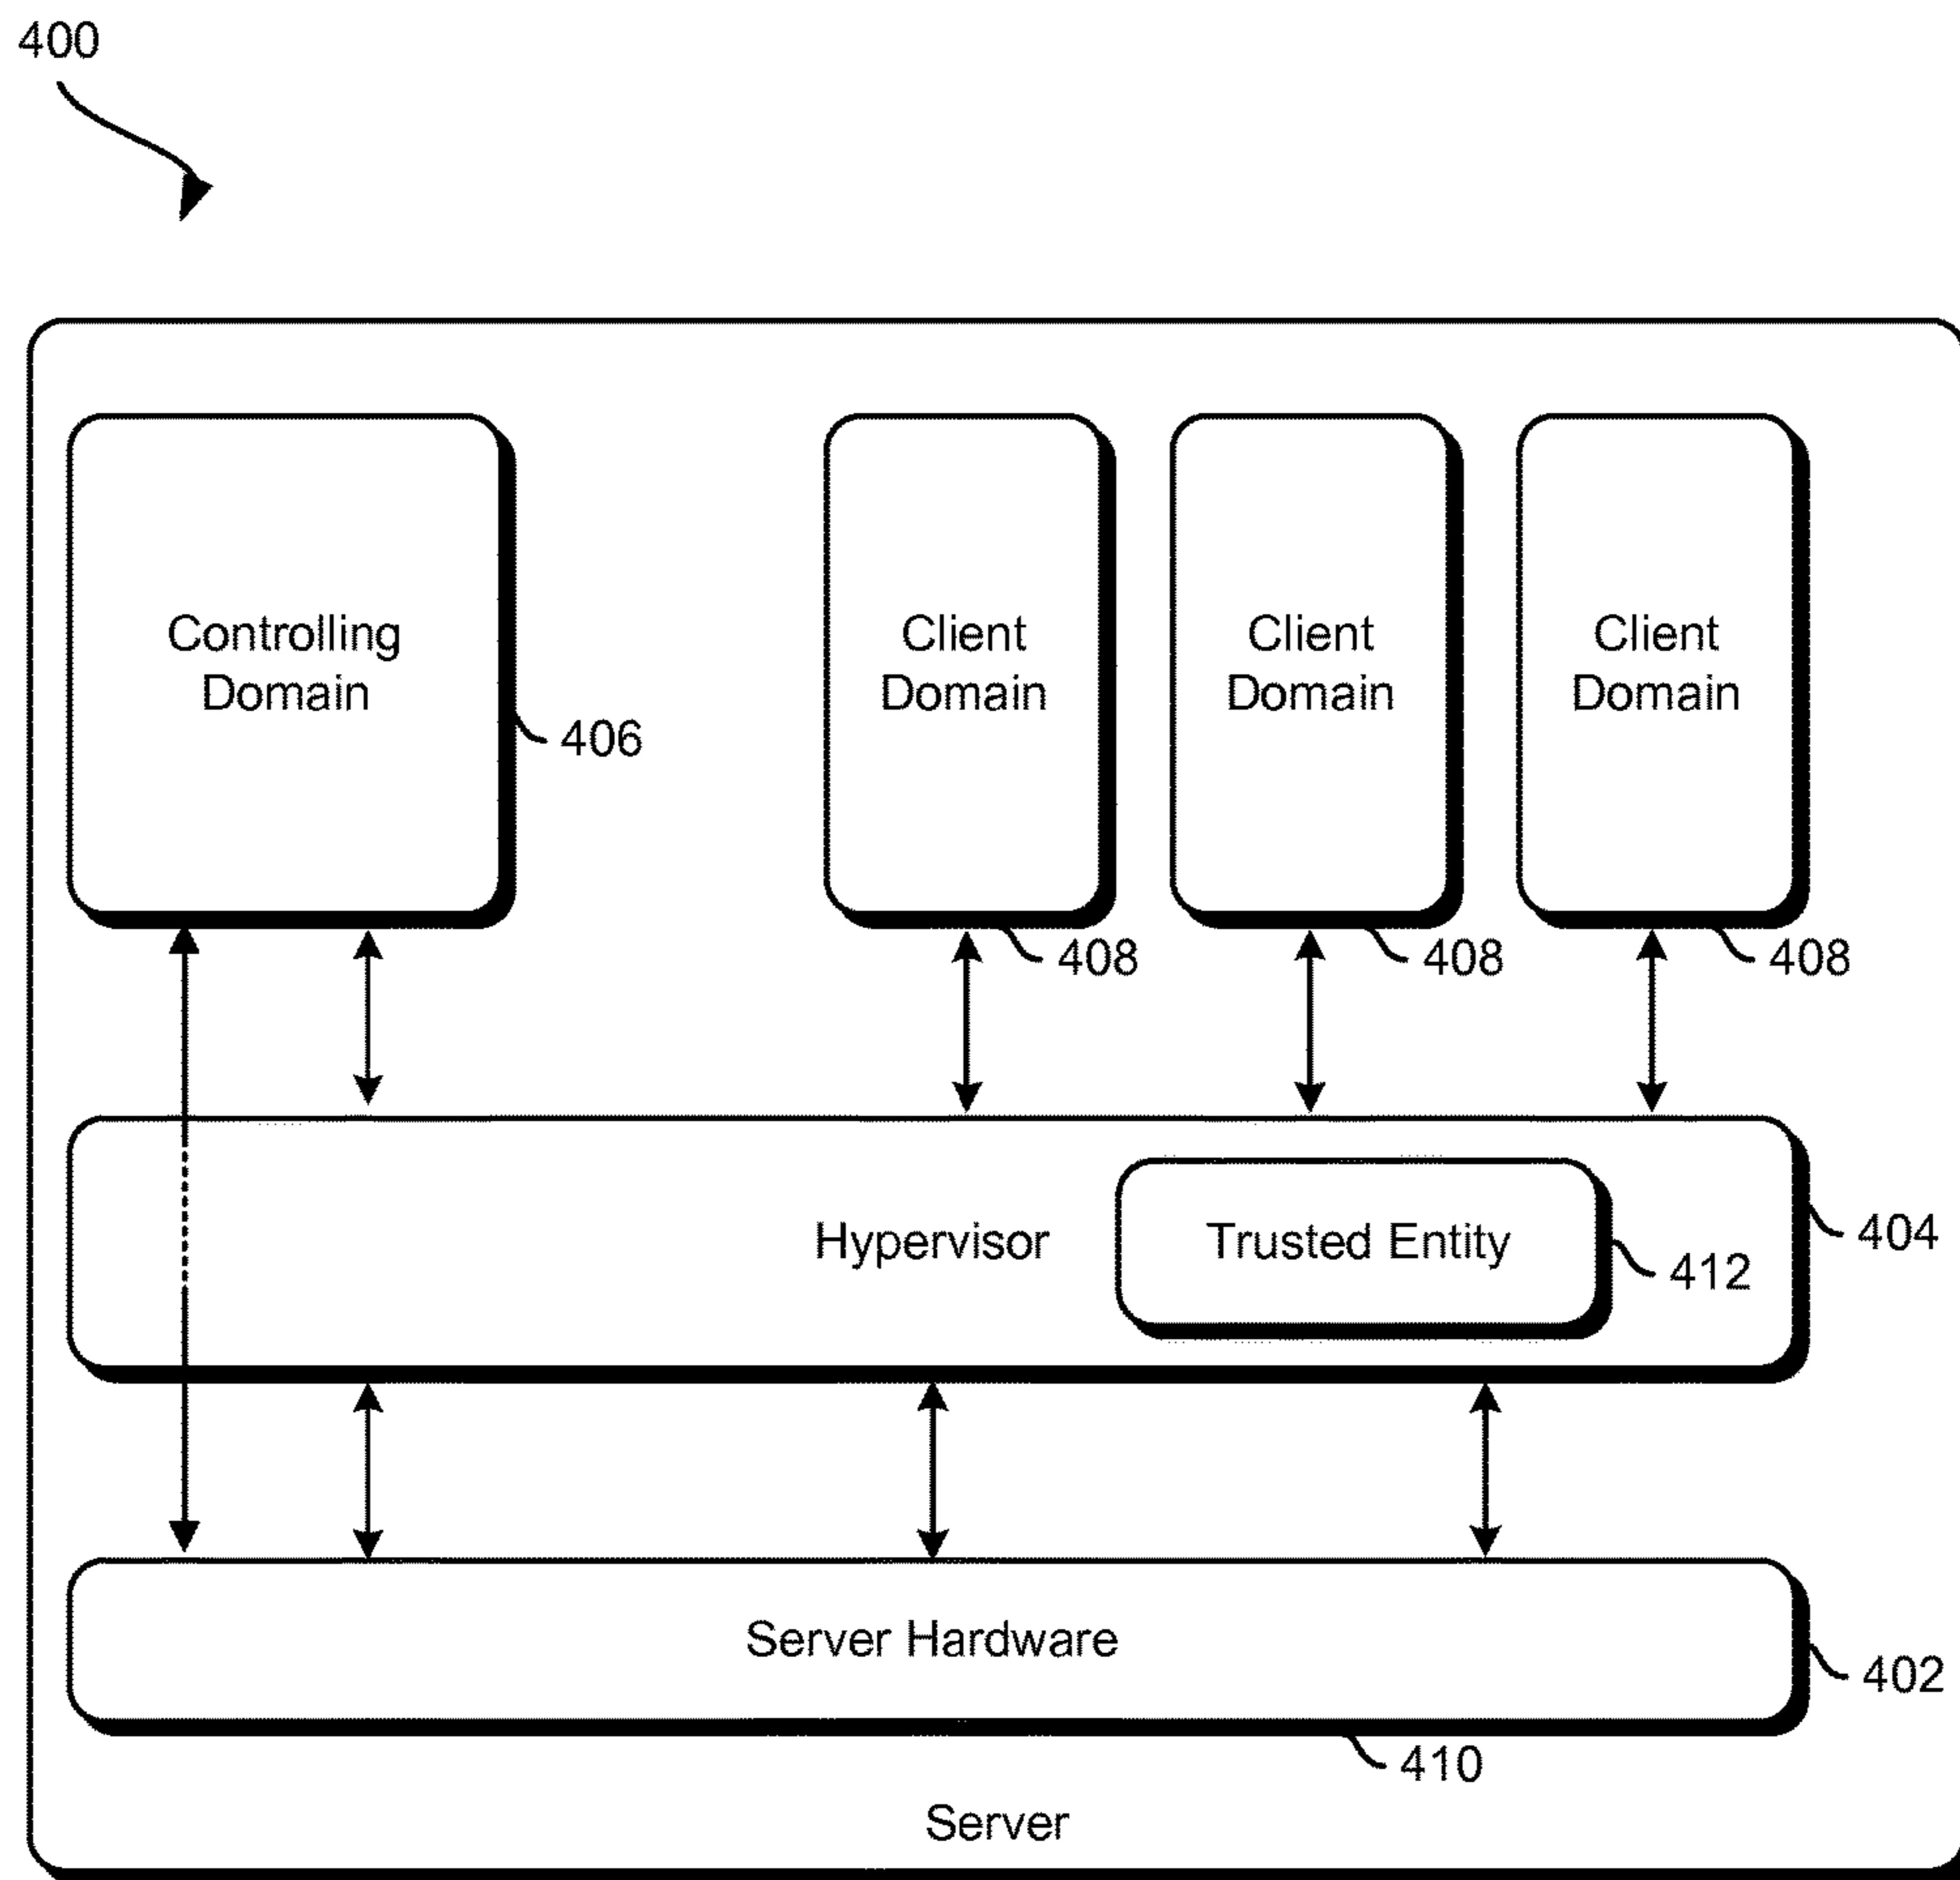 400
Controlling
Domain
406
Client
Domain
408
Client
Domain
408
Client
Domain
408
Hypervisor
Trusted Entity
412
404
Server Hardware
402
410
Server